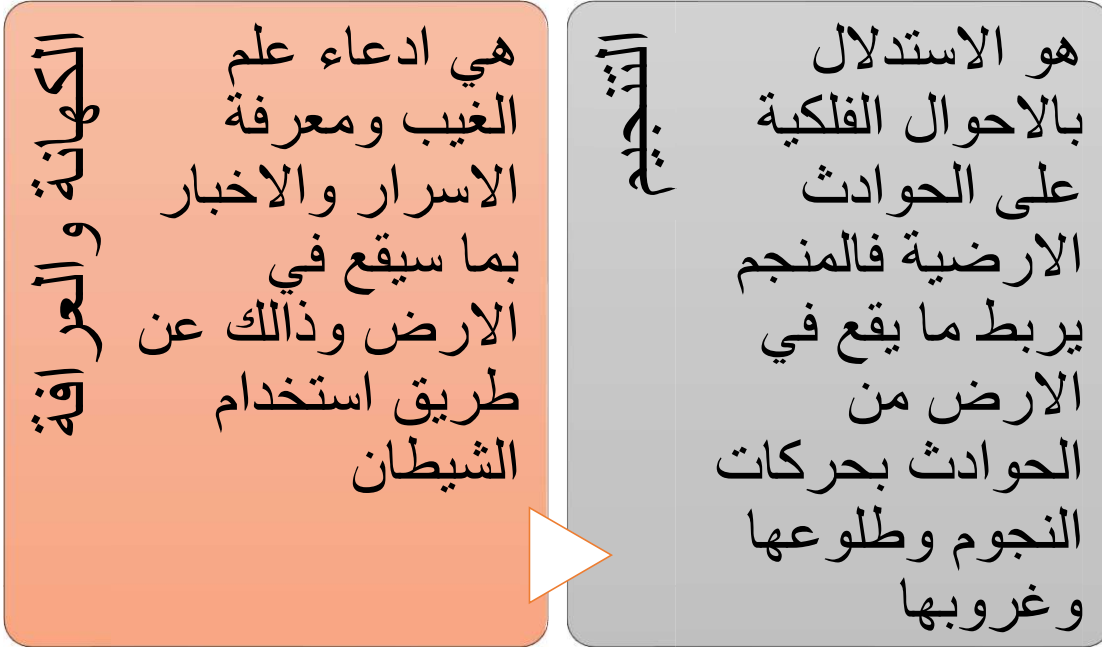 التنجيم
هو الاستدلال
بالاحوال الفلكية
على الحوادث
الارضية فالمنجم
يربط ما يقع في
الارض من
الحوادث بحركات
النجوم وطلوعها
وغروبها
الكهانة و العرافة
هي ادعاء علم
الغيب ومعرفة
الاسرار والاخبار
بما سيقع في
الارض وذالك عن
طريق استخدام
الشيطان